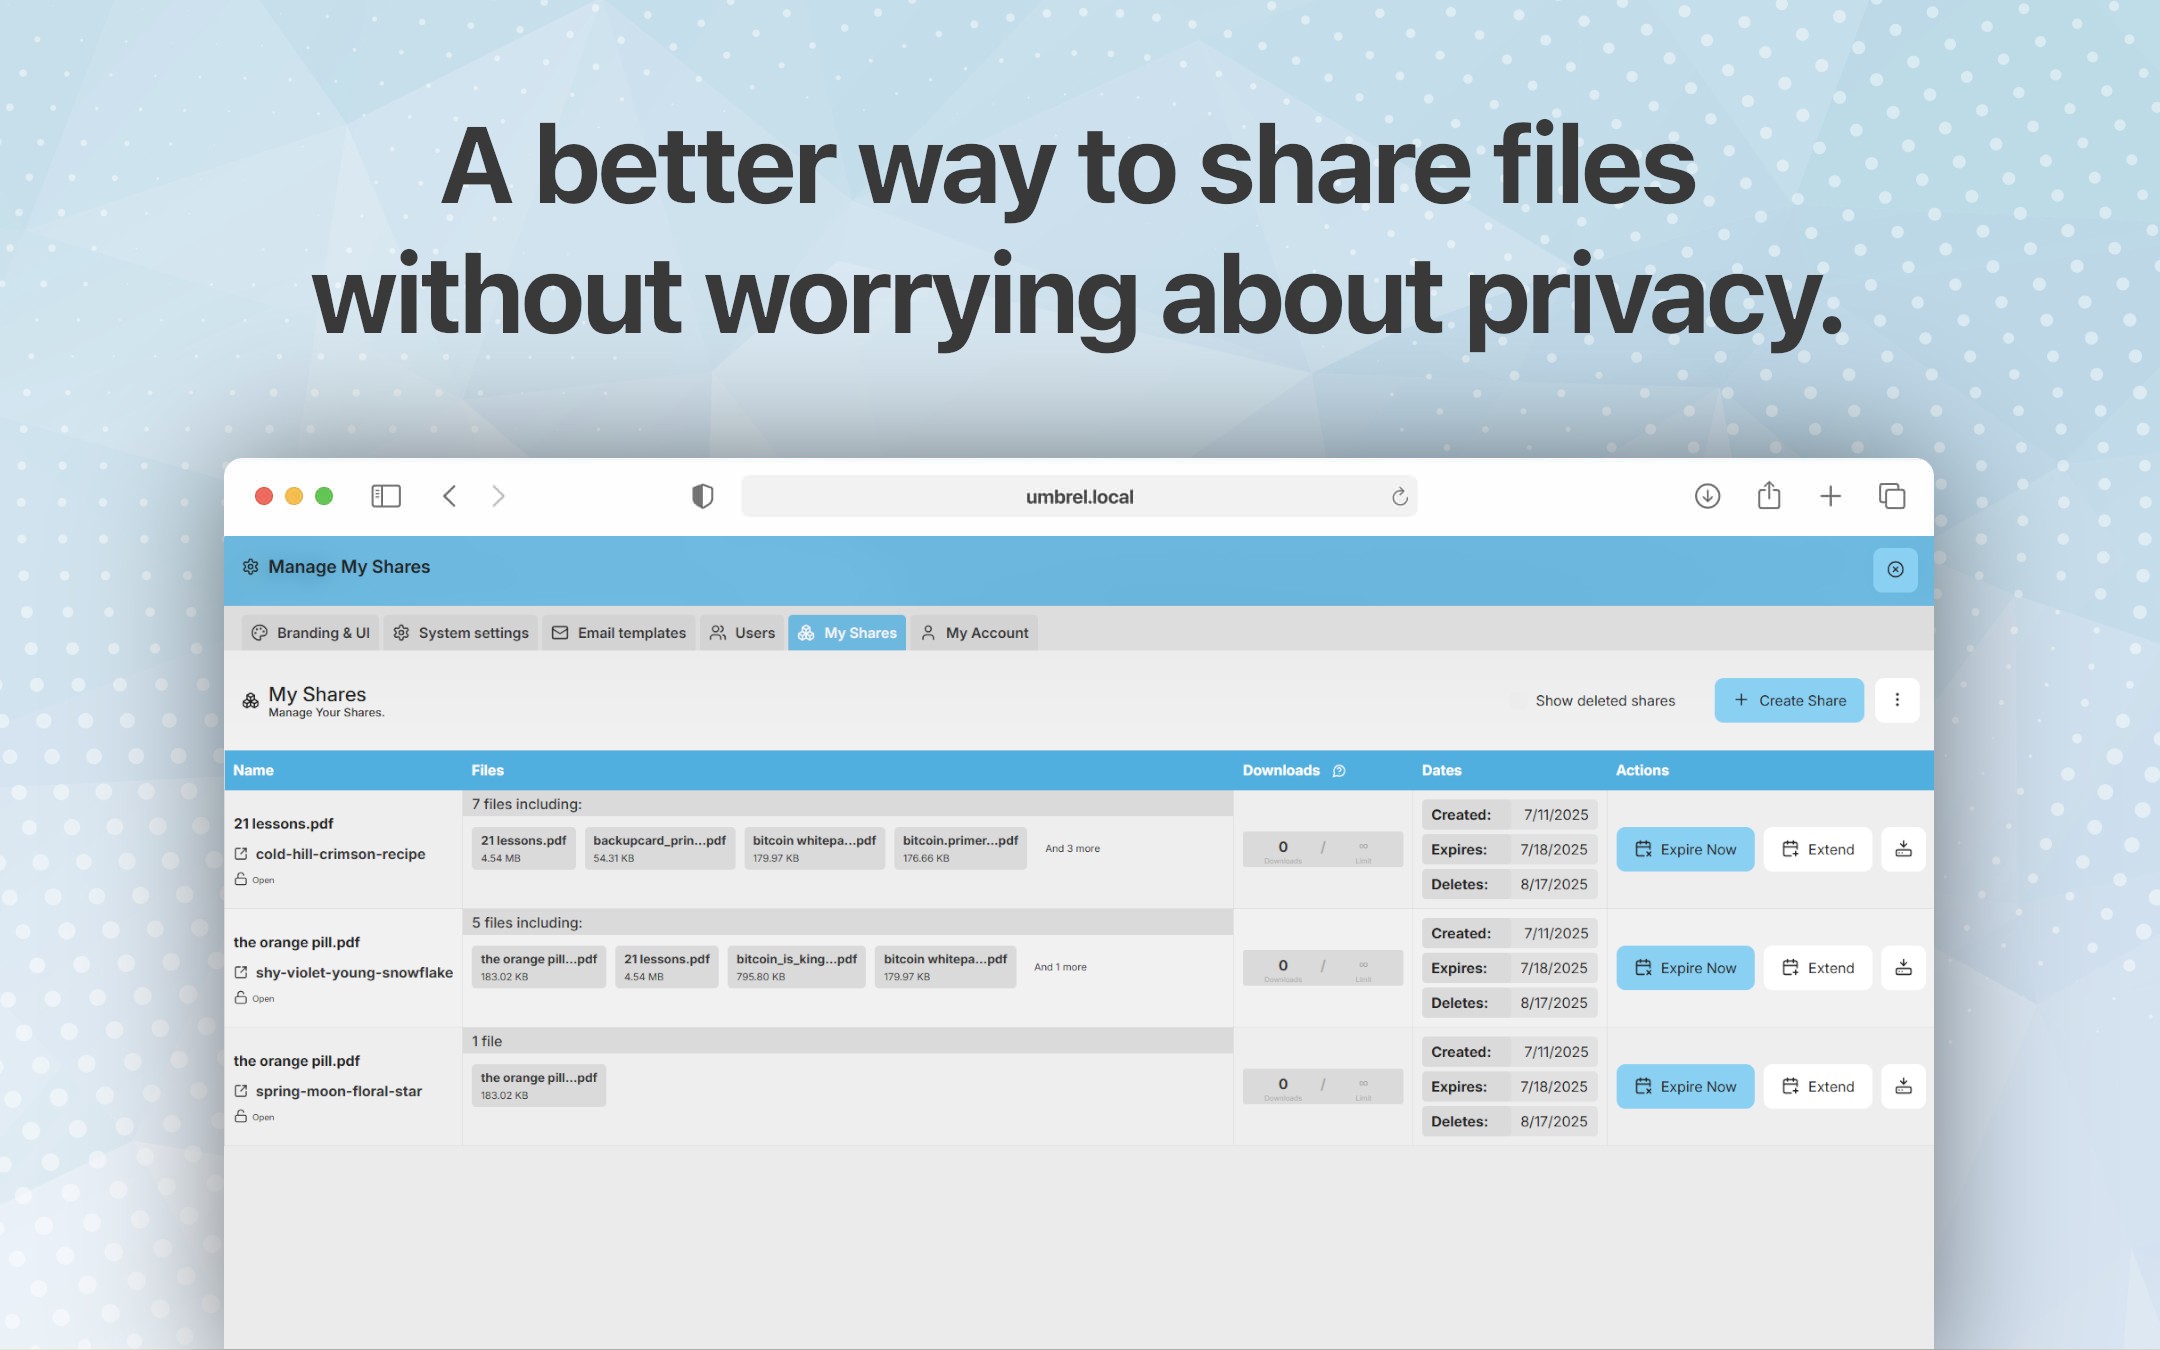 A better way to share files
without worrying about privacy.
umbrel.local
Manage My Shares
Branding & UI System settings Email templates Users My Shares My Account
My Shares
Manage Your Shares.
Show deleted shares + Create Share
Name Files Downloads Dates Actions
7 files including:
21 lessons.pdf
4.54 MB
backupcard_prin...pdf
54.31 KB
bitcoin whitepa...pdf
179.97 KB
bitcoin.primer...pdf
176.66 KB
And 3 more
21 lessons.pdf
cold-hill-crimson-recipe
Open
0 / ∞
Downloads Limit
Created: 7/11/2025
Expires: 7/18/2025
Deletes: 8/17/2025
Expire Now Extend
5 files including:
the orange pill...pdf
183.02 KB
21 lessons.pdf
4.54 MB
bitcoin_is_king...pdf
795.80 KB
bitcoin whitepa...pdf
179.97 KB
And 1 more
the orange pill.pdf
shy-violet-young-snowflake
Open
0 / ∞
Downloads Limit
Created: 7/11/2025
Expires: 7/18/2025
Deletes: 8/17/2025
Expire Now Extend
1 file
the orange pill...pdf
183.02 KB
the orange pill.pdf
spring-moon-floral-star
Open
0 / ∞
Downloads Limit
Created: 7/11/2025
Expires: 7/18/2025
Deletes: 8/17/2025
Expire Now Extend